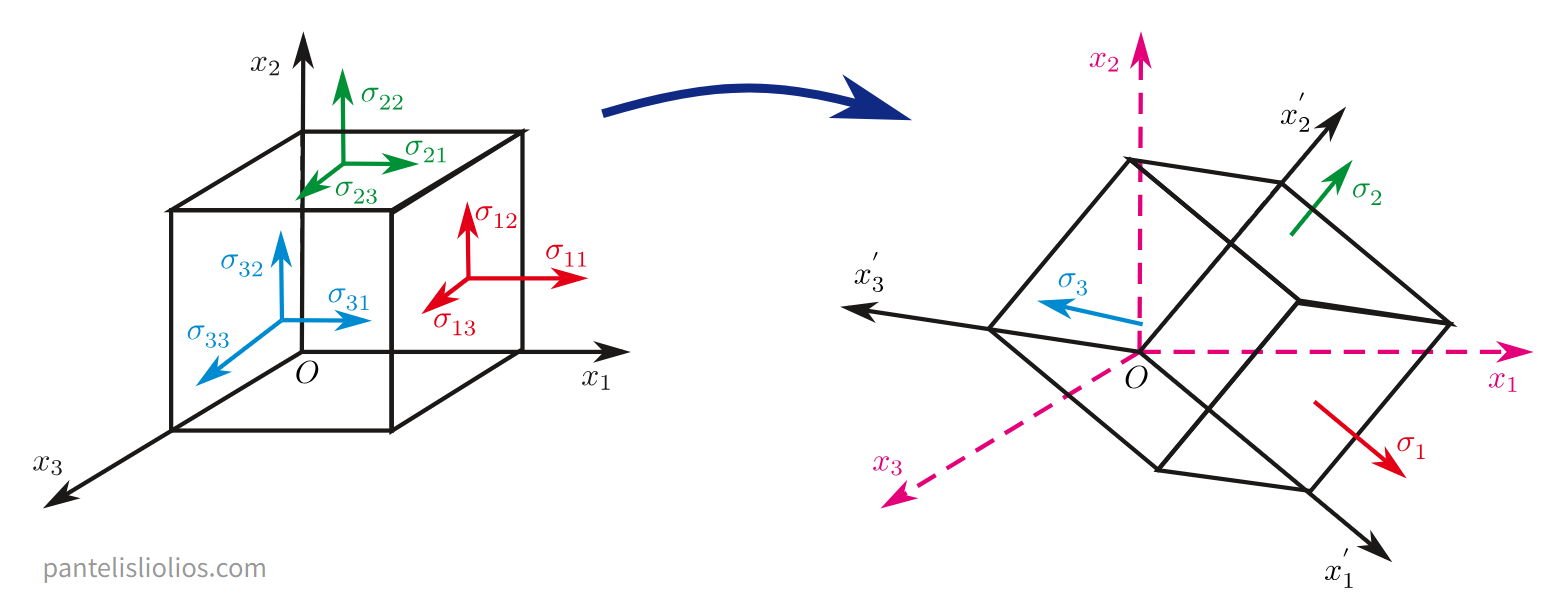 x₂
σ₂₂
σ₂₁
σ₂₃
σ₁₂
σ₁₁
σ₁₃
σ₃₂
σ₃₁
σ₃₃
O
x₁
x₃
x₂
x₂′
σ₂
x₃′
σ₃
O
x₁
x₃
σ₁
x₁′
pantelisliolios.com